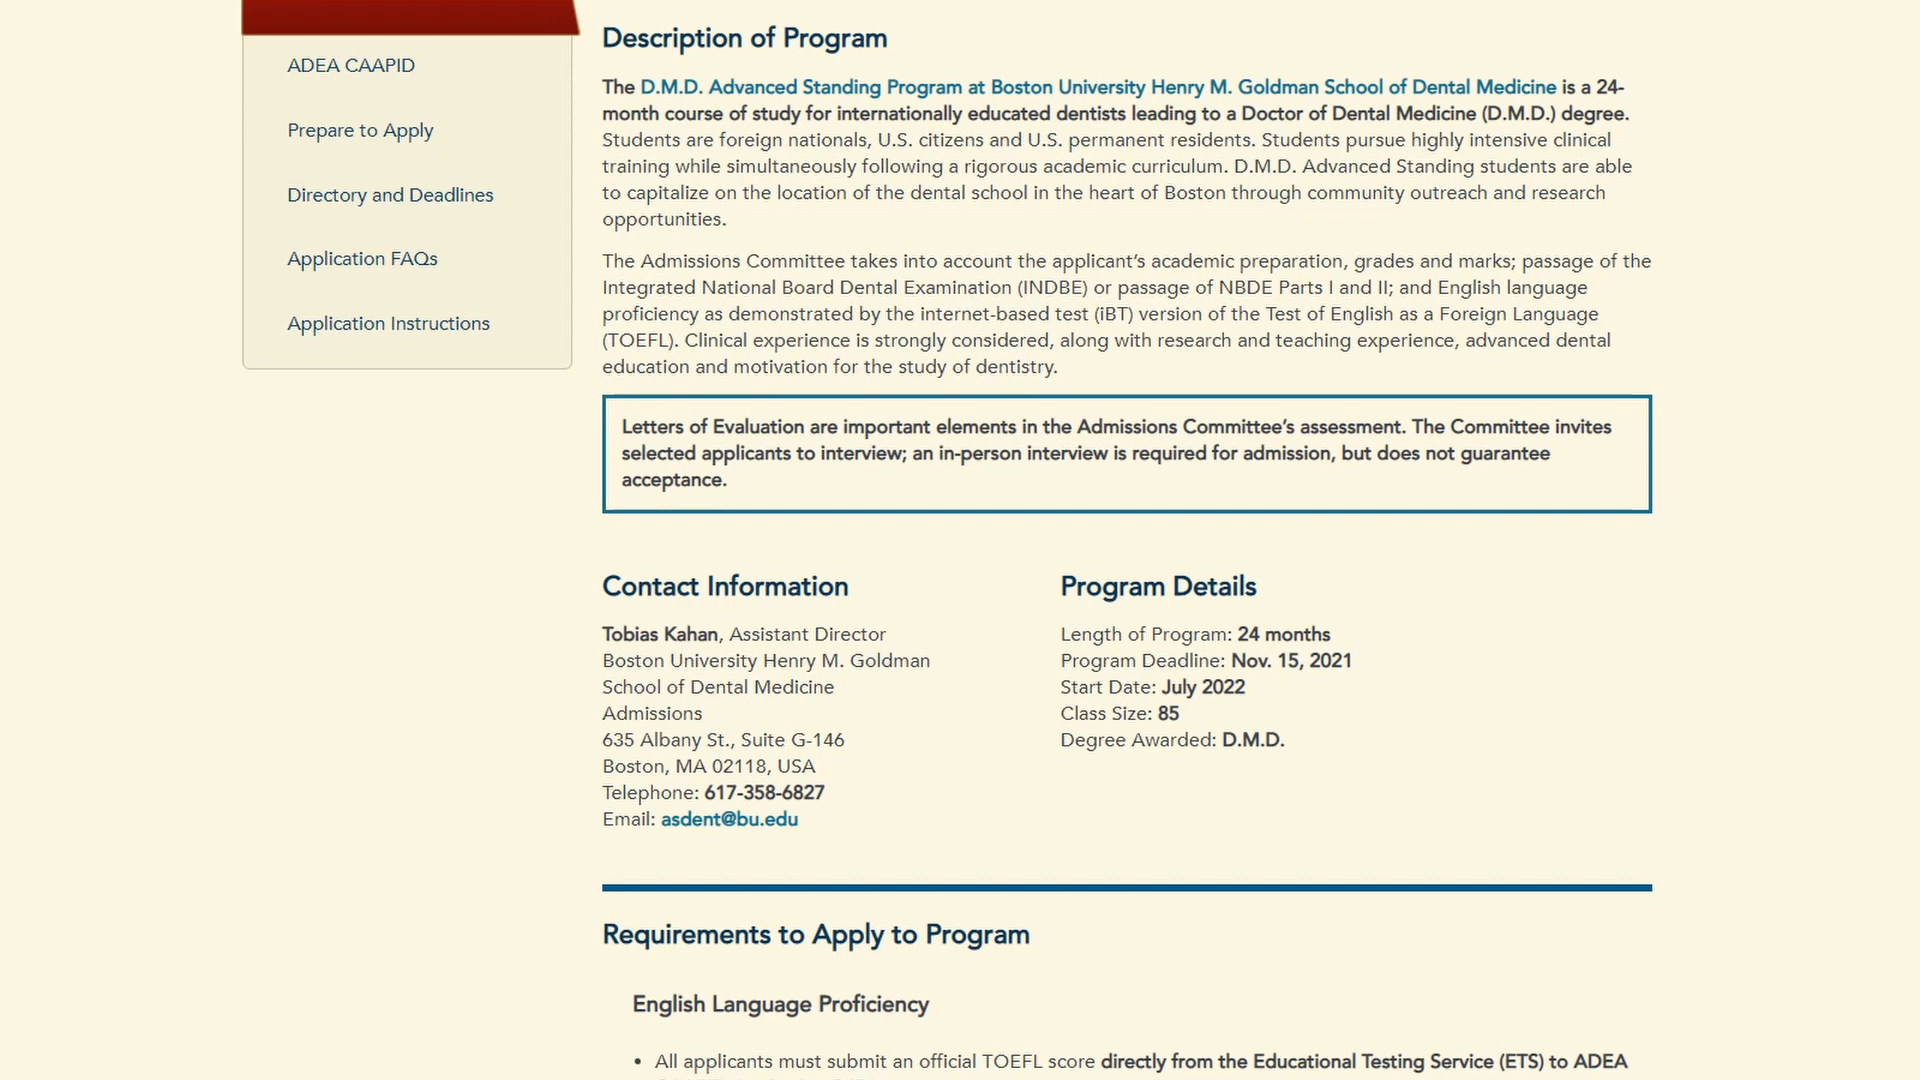 ADEA CAAPID
Prepare to Apply
Directory and Deadlines
Application FAQs
Application Instructions
Description of Program
The D.M.D. Advanced Standing Program at Boston University Henry M. Goldman School of Dental Medicine is a 24-
month course of study for internationally educated dentists leading to a Doctor of Dental Medicine (D.M.D.) degree.
Students are foreign nationals, U.S. citizens and U.S. permanent residents. Students pursue highly intensive clinical
training while simultaneously following a rigorous academic curriculum. D.M.D. Advanced Standing students are able
to capitalize on the location of the dental school in the heart of Boston through community outreach and research
opportunities.
The Admissions Committee takes into account the applicant’s academic preparation, grades and marks; passage of the
Integrated National Board Dental Examination (INDBE) or passage of NBDE Parts I and II; and English language
proficiency as demonstrated by the internet-based test (iBT) version of the Test of English as a Foreign Language
(TOEFL). Clinical experience is strongly considered, along with research and teaching experience, advanced dental
education and motivation for the study of dentistry.
Letters of Evaluation are important elements in the Admissions Committee’s assessment. The Committee invites
selected applicants to interview; an in-person interview is required for admission, but does not guarantee
acceptance.
Contact Information
Tobias Kahan, Assistant Director
Boston University Henry M. Goldman
School of Dental Medicine
Admissions
635 Albany St., Suite G-146
Boston, MA 02118, USA
Telephone: 617-358-6827
Email: asdent@bu.edu
Program Details
Length of Program: 24 months
Program Deadline: Nov. 15, 2021
Start Date: July 2022
Class Size: 85
Degree Awarded: D.M.D.
Requirements to Apply to Program
English Language Proficiency
• All applicants must submit an official TOEFL score directly from the Educational Testing Service (ETS) to ADEA